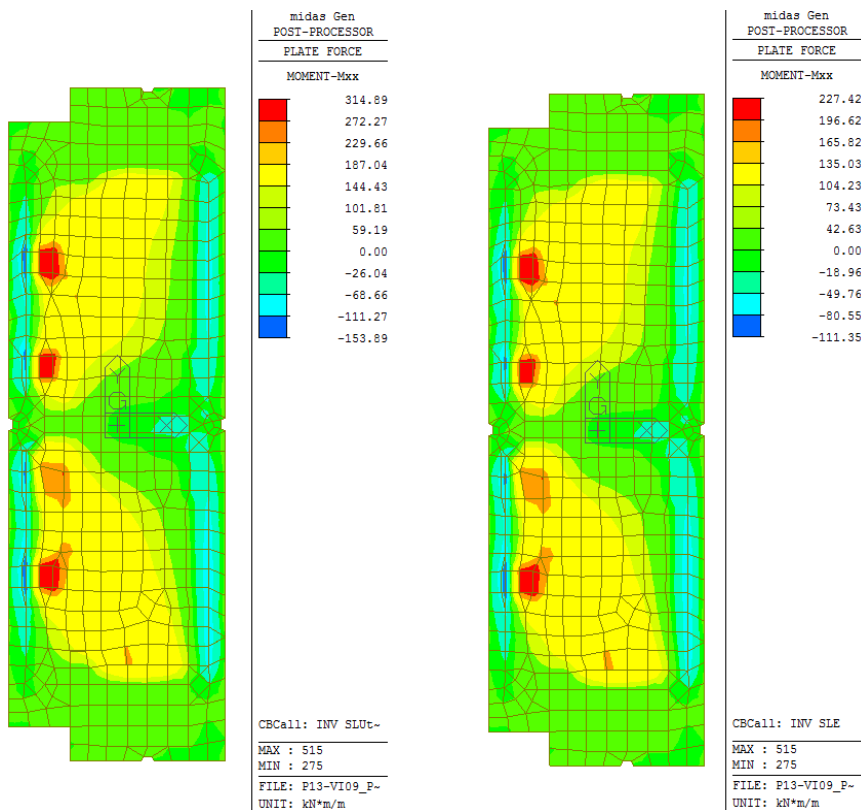 midas Gen
POST-PROCESSOR
PLATE FORCE
MOMENT-Mxx
314.89
272.27
229.66
187.04
144.43
101.81
59.19
0.00
-26.04
-68.66
-111.27
-153.89
Y
G
CBCall: INV SLUt~
MAX : 515
MIN : 275
FILE: P13-VI09_P~
UNIT: kN*m/m
midas Gen
POST-PROCESSOR
PLATE FORCE
MOMENT-Mxx
227.42
196.62
165.82
135.03
104.23
73.43
42.63
0.00
-18.96
-49.76
-80.55
-111.35
Y
G
CBCall: INV SLE
MAX : 515
MIN : 275
FILE: P13-VI09_P~
UNIT: kN*m/m